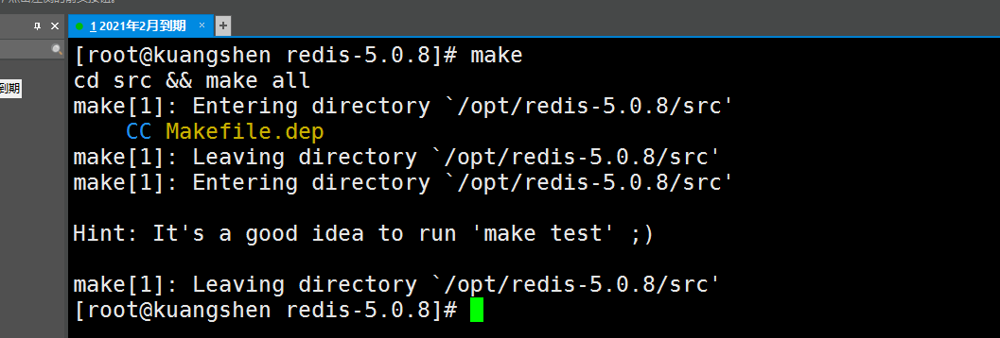 1 2021年2月到期
到期
[root@kuangshen redis-5.0.8]# make
cd src && make all
make[1]: Entering directory `/opt/redis-5.0.8/src'
CC Makefile.dep
make[1]: Leaving directory `/opt/redis-5.0.8/src'
make[1]: Entering directory `/opt/redis-5.0.8/src'
Hint: It's a good idea to run 'make test' ;)
make[1]: Leaving directory `/opt/redis-5.0.8/src'
[root@kuangshen redis-5.0.8]#